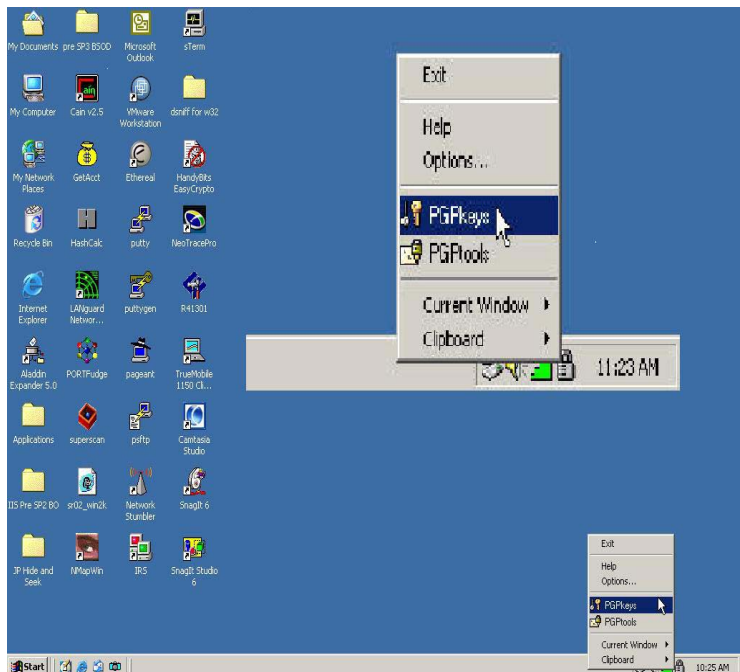 My Documents
pre SP3 BSOD
Microsoft
Outlook
sTerm
My Computer
Cain v2.5
VMware
Workstation
dsniff for w32
My Network
Places
GetAcct
Ethereal
HandyBits
EasyCrypto
Recycle Bin
HashCalc
putty
NeoTracePro
Internet
Explorer
LANguard
Networ...
puttygen
R41301
Aladdin
Expander 5.0
PORTFudge
pageant
TrueMobile
1150 Cli...
Applications
superscan
psftp
Camtasia
Studio
IIS Pre SP2 BO
sr02_win2k
Network
Stumbler
SnagIt 6
JP Hide and
Seek
NMapWin
IRS
SnagIt Studio
6
Exit
Help
Options...
PGPkeys
PGPtools
Current Window
Clipboard
11:23 AM
Exit
Help
Options...
PGPkeys
PGPtools
Current Window
Clipboard
Start
10:25 AM